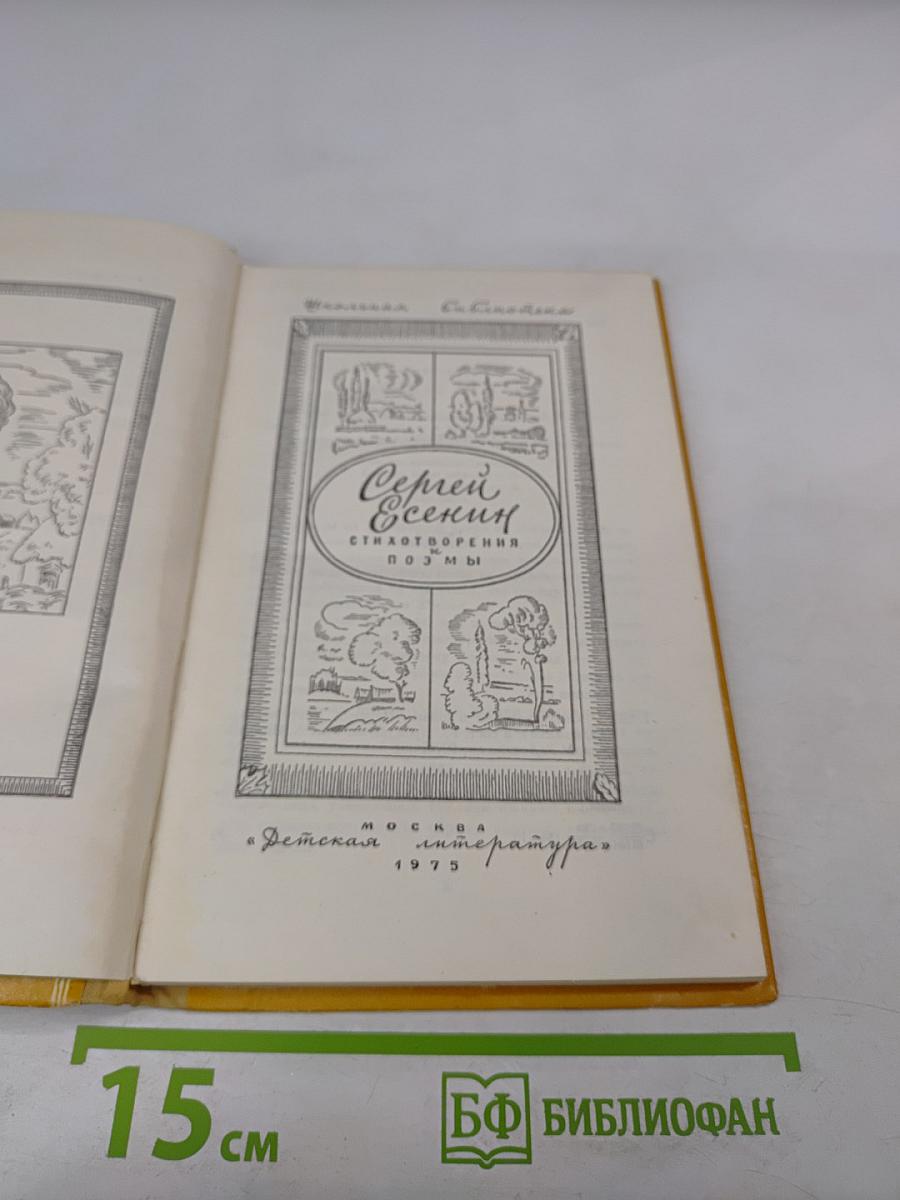 Школьная библиотека
Сергей
Есенин
СТИХОТВОРЕНИЯ
и
ПОЭМЫ
МОСКВА
«Детская литература»
1975
15 см
БФ БИБЛИОФАН